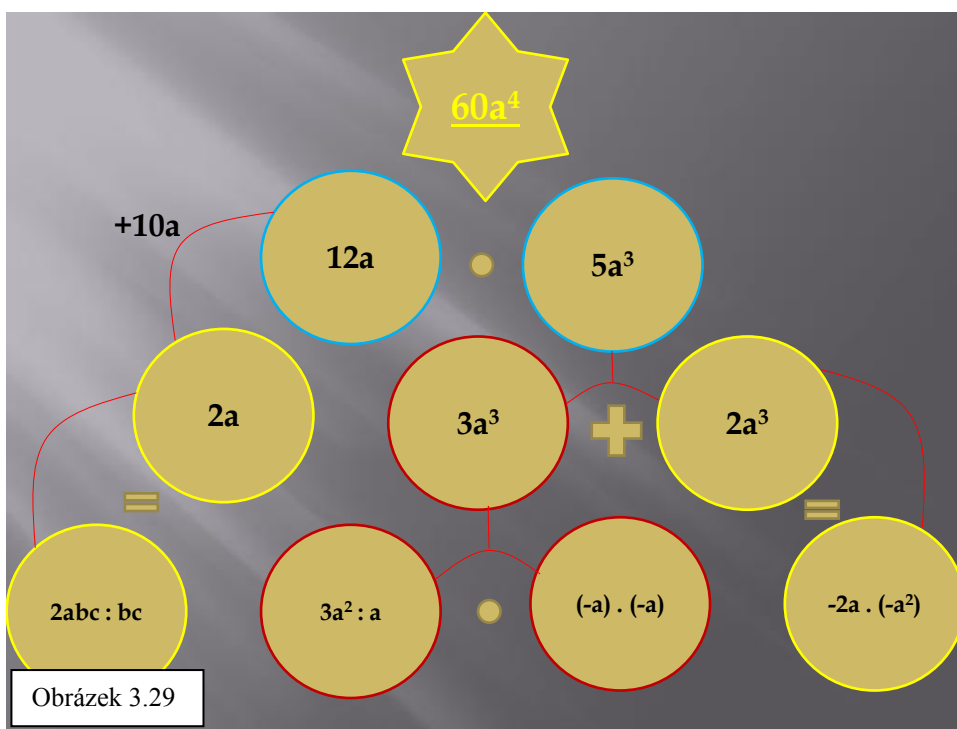 60a⁴
+10a
12a
5a³
2a
3a³
2a³
2abc : bc
3a² : a
(-a) . (-a)
-2a . (-a²)
Obrázek 3.29